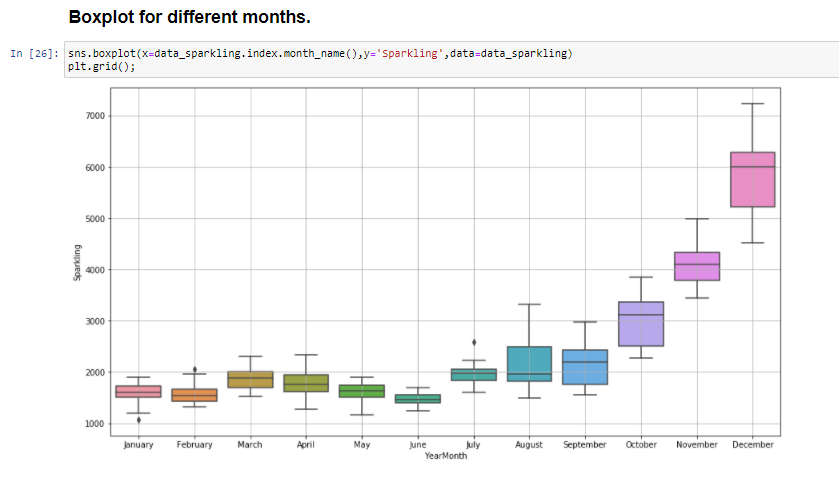 Boxplot for different months.
In [26]: sns.boxplot(x=data_sparkling.index.month_name(),y='Sparkling',data=data_sparkling)
plt.grid();
7000
6000
5000
4000
3000
2000
1000
Sparkling
January February March April May June July August September October November December
YearMonth